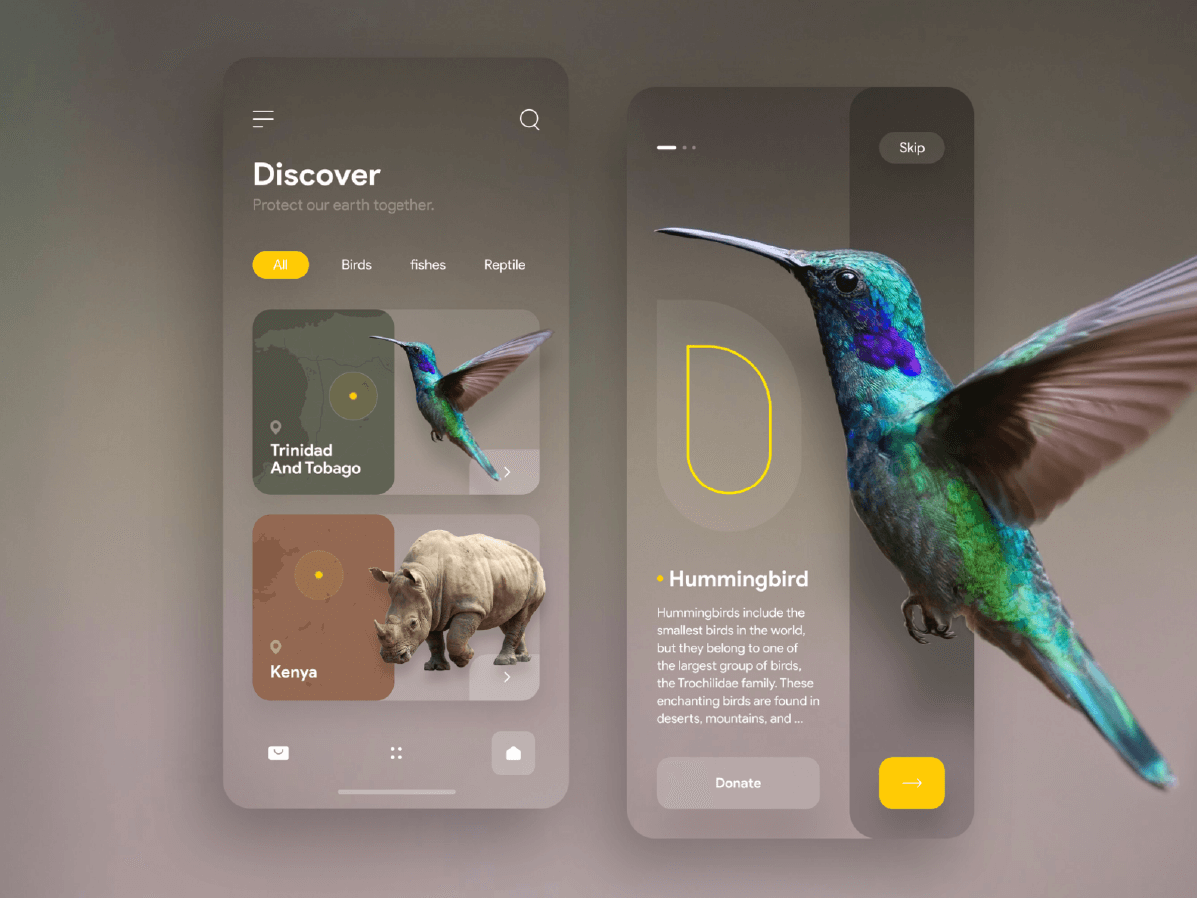 Discover
Protect our earth together.
All
Birds
fishes
Reptile
Trinidad
And Tobago
Kenya
Skip
Hummingbird
Hummingbirds include the
smallest birds in the world,
but they belong to one of
the largest group of birds,
the Trochilidae family. These
enchanting birds are found in
deserts, mountains, and ...
Donate